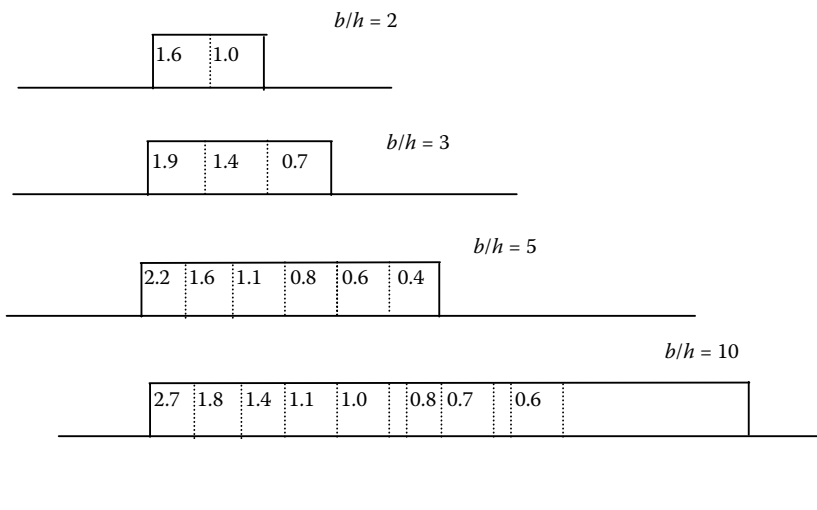 b/h = 2
1.6 1.0
b/h = 3
1.9 1.4 0.7
b/h = 5
2.2 1.6 1.1 0.8 0.6 0.4
b/h = 10
2.7 1.8 1.4 1.1 1.0 0.8 0.7 0.6